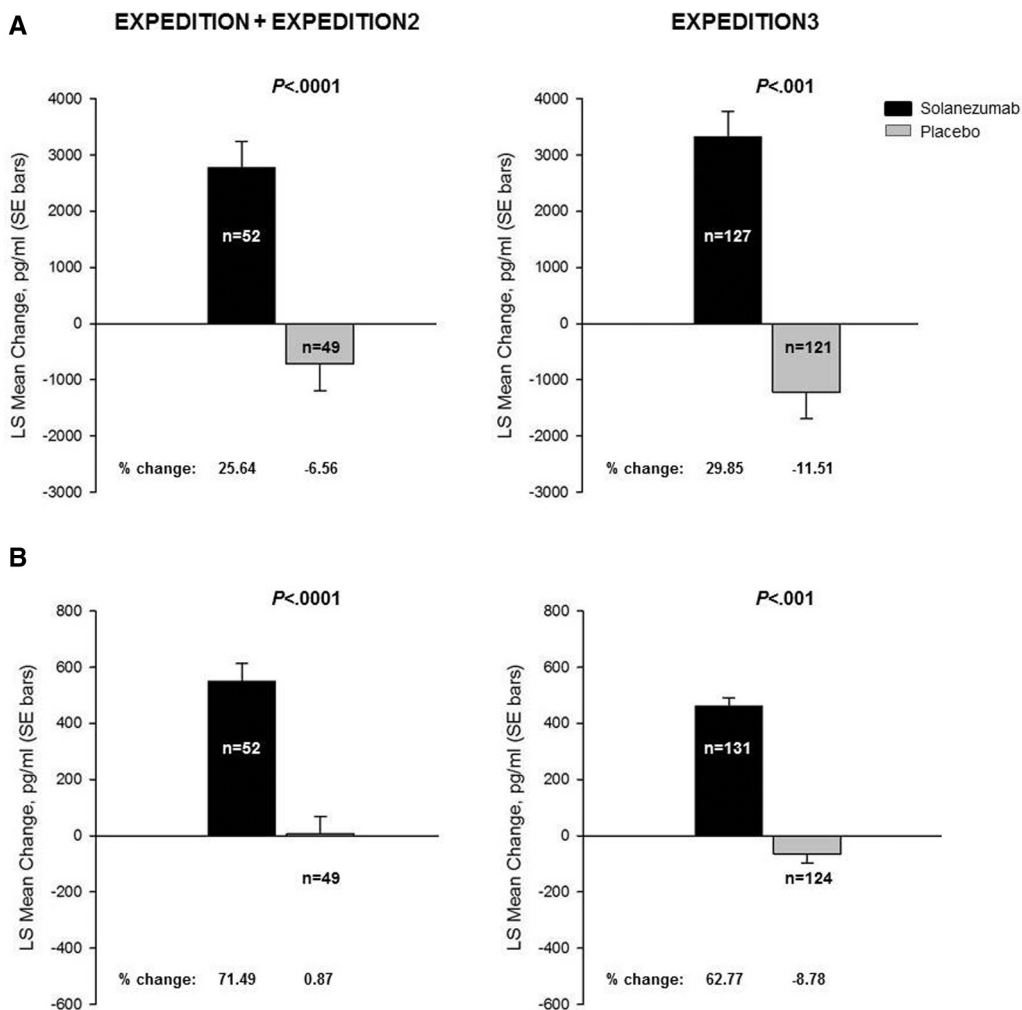 A
EXPEDITION + EXPEDITION2
EXPEDITION3
P<.0001
P<.001
Solanezumab
Placebo
LS Mean Change, pg/ml (SE bars)
4000
3000
2000
1000
0
-1000
-2000
-3000
n=52
n=49
% change: 25.64 -6.56
LS Mean Change, pg/ml (SE bars)
4000
3000
2000
1000
0
-1000
-2000
-3000
n=127
n=121
% change: 29.85 -11.51
B
P<.0001
P<.001
LS Mean Change, pg/ml (SE bars)
800
600
400
200
0
-200
-400
-600
n=52
n=49
% change: 71.49 0.87
LS Mean Change, pg/ml (SE bars)
800
600
400
200
0
-200
-400
-600
n=131
n=124
% change: 62.77 -8.78